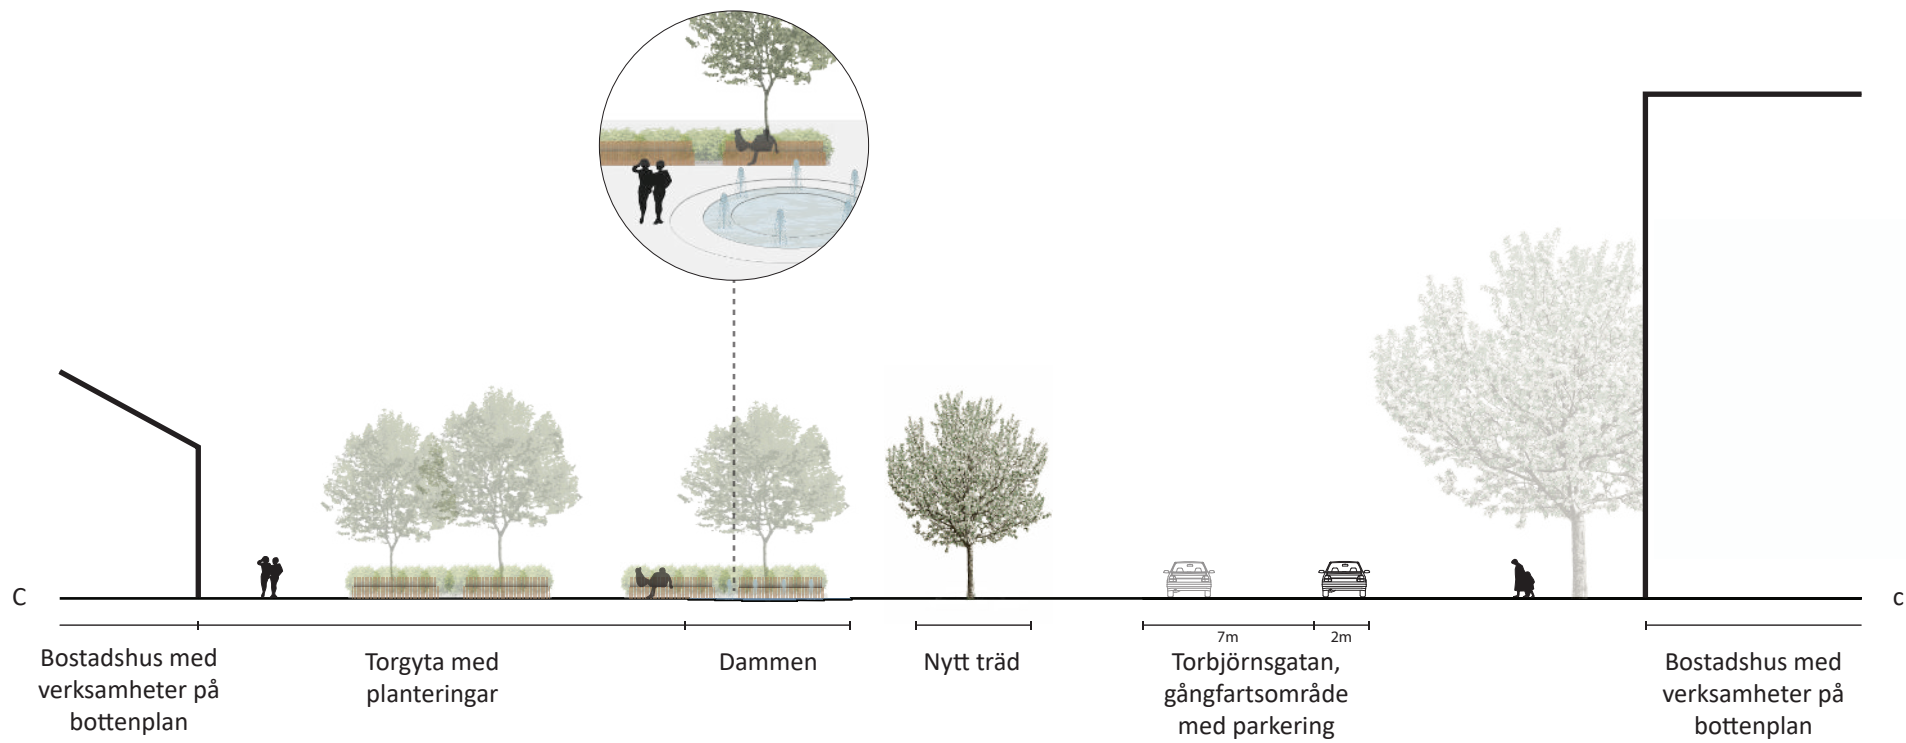 C
c
7m
2m
Bostadshus med
verksamheter på
bottenplan
Torgyta med
planteringar
Dammen
Nytt träd
Torbjörnsgatan,
gångfartsområde
med parkering
Bostadshus med
verksamheter på
bottenplan